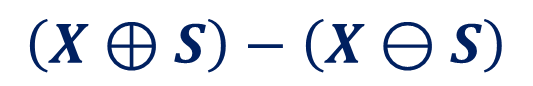 (X ⊕ S) − (X ⊖ S)